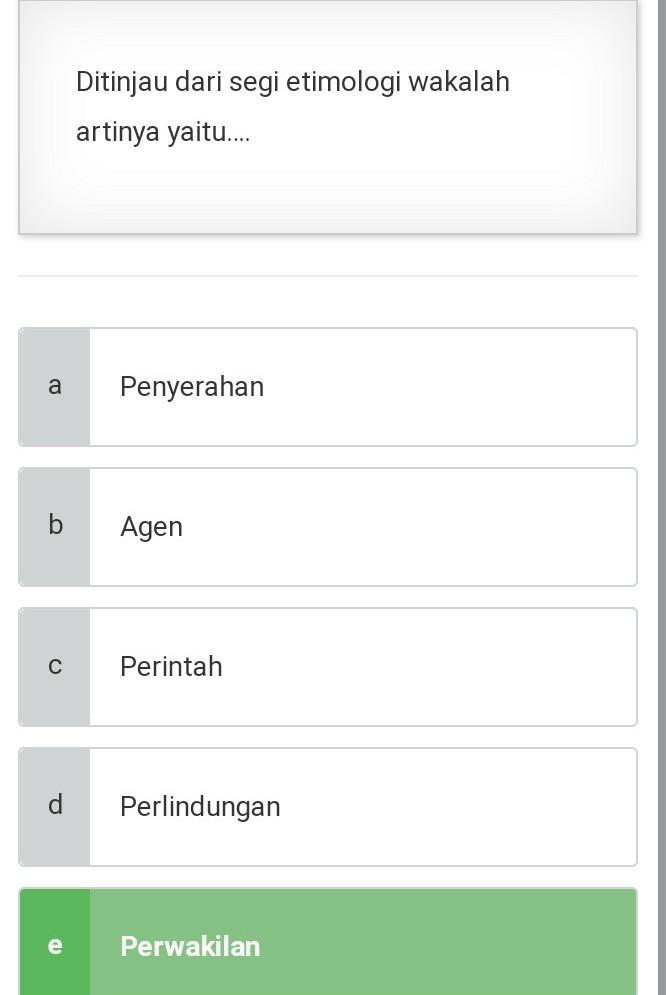 Ditinjau dari segi etimologi wakalah
artinya yaitu....
a Penyerahan
b Agen
c Perintah
d Perlindungan
e Perwakilan